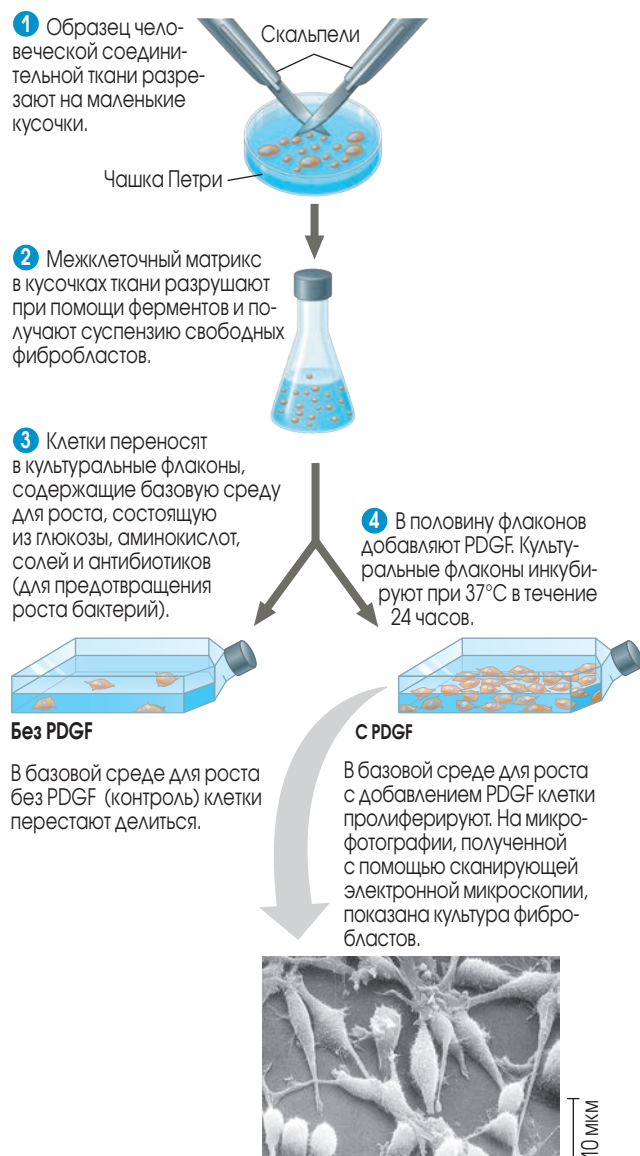 1 Образец чело-
веческой соедини-
тельной ткани разре-
зают на маленькие
кусочки.
Скальпели
Чашка Петри
2 Межклеточный матрикс
в кусочках ткани разрушают
при помощи ферментов и по-
лучают суспензию свободных
фибробластов.
3 Клетки переносят
в культуральные флаконы,
содержащие базовую среду
для роста, состоящую
из глюкозы, аминокислот,
солей и антибиотиков
(для предотвращения
роста бактерий).
4 В половину флаконов
добавляют PDGF. Культу-
ральные флаконы инкуби-
руют при 37°С в течение
24 часов.
Без PDGF
В базовой среде для роста
без PDGF (контроль) клетки
перестают делиться.
С PDGF
В базовой среде для роста
с добавлением PDGF клетки
пролиферируют. На микро-
фотографии, полученной
с помощью сканирующей
электронной микроскопии,
показана культура фибро-
бластов.
10 мкм